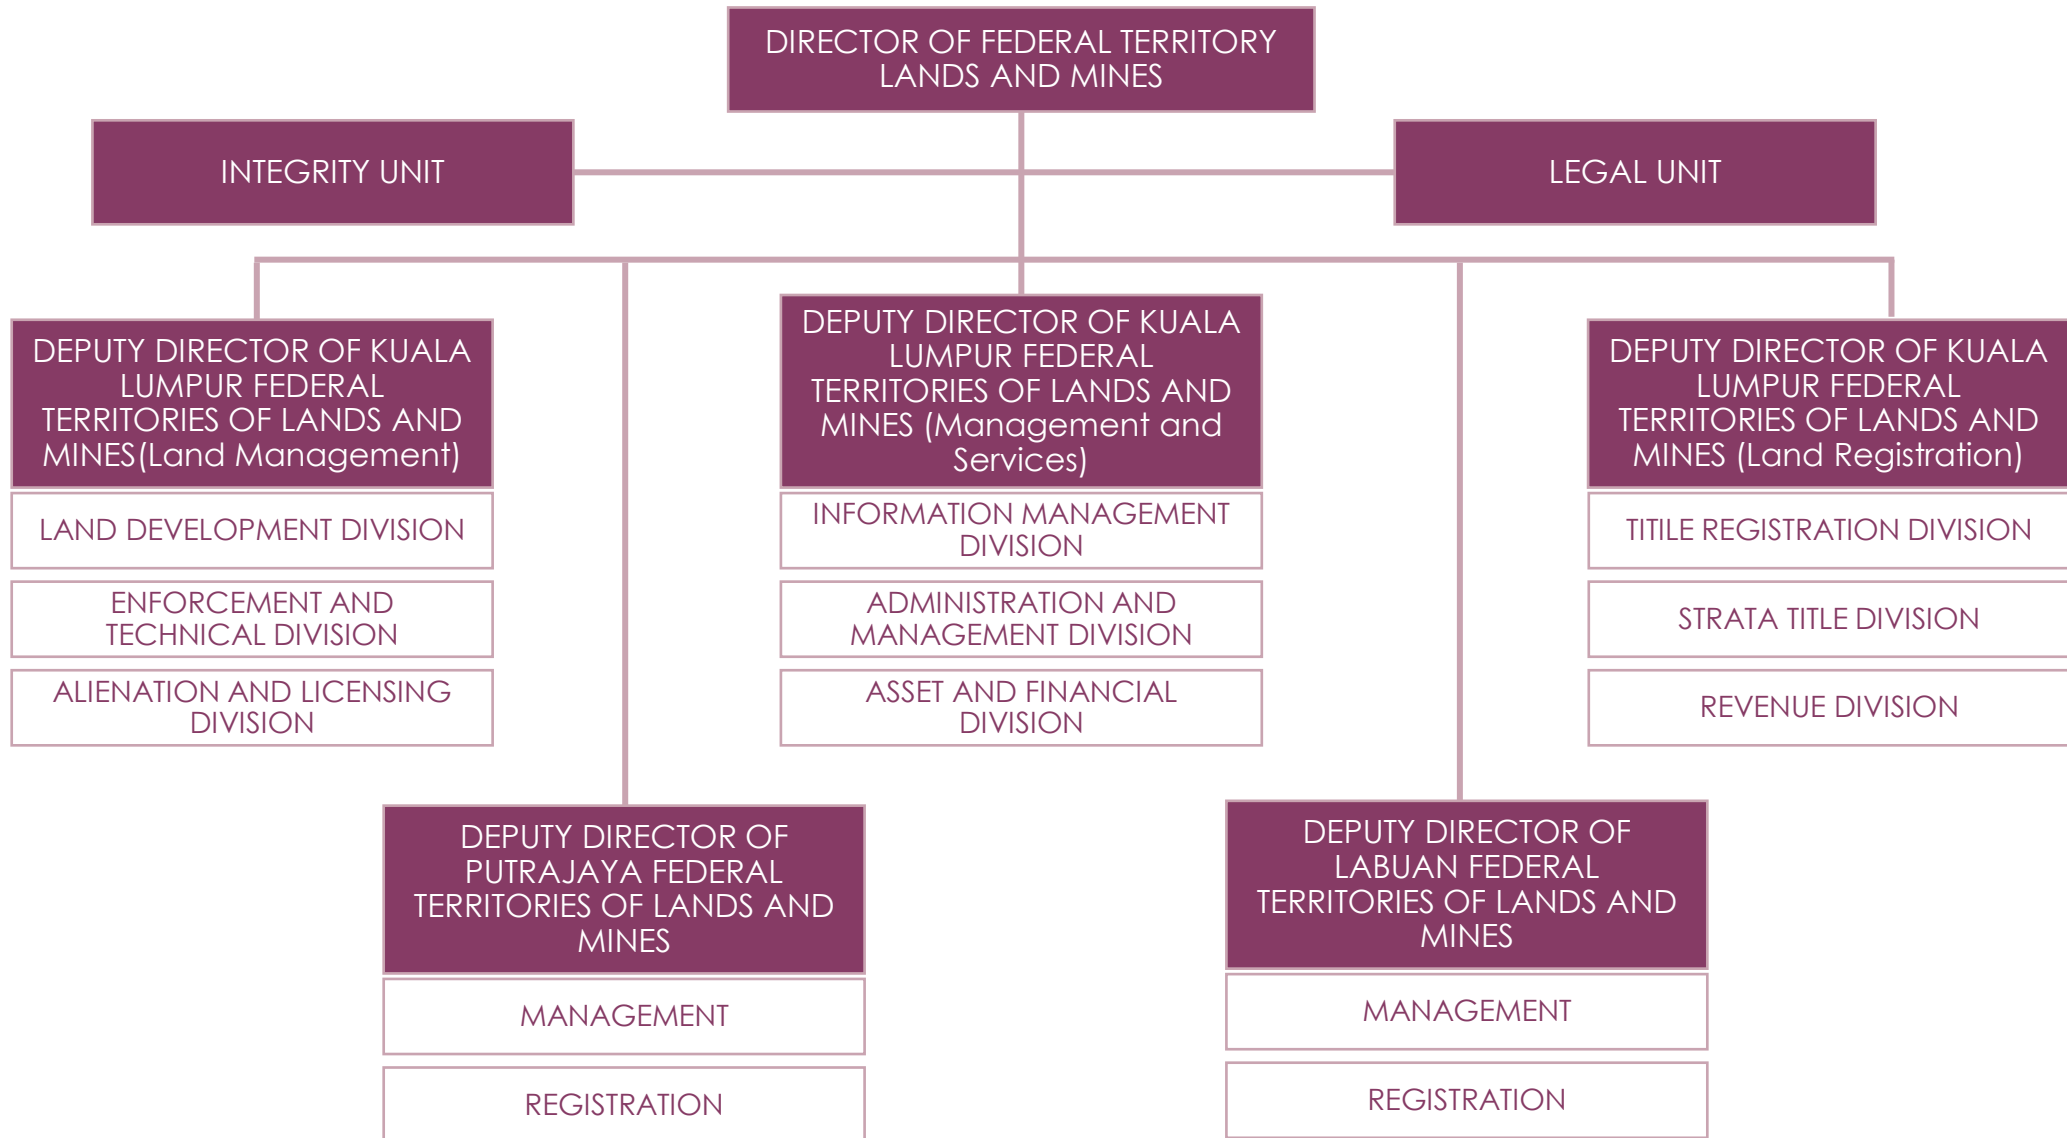 DIRECTOR OF FEDERAL TERRITORY
LANDS AND MINES
INTEGRITY UNIT
LEGAL UNIT
DEPUTY DIRECTOR OF KUALA
LUMPUR FEDERAL
TERRITORIES OF LANDS AND
MINES(Land Management)
LAND DEVELOPMENT DIVISION
ENFORCEMENT AND
TECHNICAL DIVISION
ALIENATION AND LICENSING
DIVISION
DEPUTY DIRECTOR OF KUALA
LUMPUR FEDERAL
TERRITORIES OF LANDS AND
MINES (Management and
Services)
INFORMATION MANAGEMENT
DIVISION
ADMINISTRATION AND
MANAGEMENT DIVISION
ASSET AND FINANCIAL
DIVISION
DEPUTY DIRECTOR OF KUALA
LUMPUR FEDERAL
TERRITORIES OF LANDS AND
MINES (Land Registration)
TITILE REGISTRATION DIVISION
STRATA TITLE DIVISION
REVENUE DIVISION
DEPUTY DIRECTOR OF
PUTRAJAYA FEDERAL
TERRITORIES OF LANDS AND
MINES
MANAGEMENT
REGISTRATION
DEPUTY DIRECTOR OF
LABUAN FEDERAL
TERRITORIES OF LANDS AND
MINES
MANAGEMENT
REGISTRATION